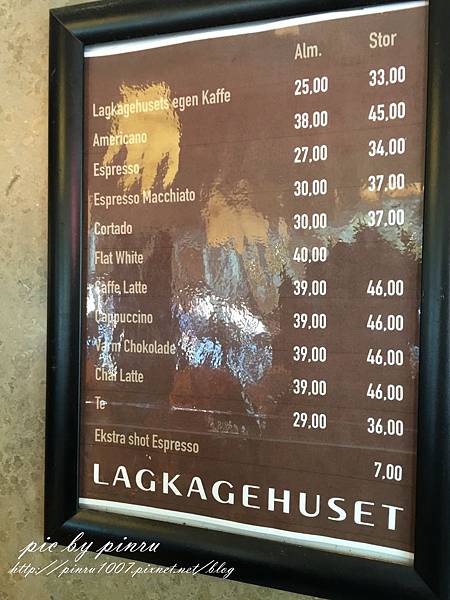 Alm. Stor
Lagkagehusets egen Kaffe 25,00 33,00
Americano 38,00 45,00
Espresso 27,00 34,00
Espresso Macchiato 30,00 37,00
Cortado 30,00 37,00
Flat White 40,00
Caffe Latte 39,00 46,00
Cappuccino 39,00 46,00
Varm Chokolade 39,00 46,00
Chai Latte 39,00 46,00
Te 29,00 36,00
Ekstra shot Espresso 7,00
LAGKAGEHUSET
pic by pinru
http://pinru1007.pixnet.net/blog